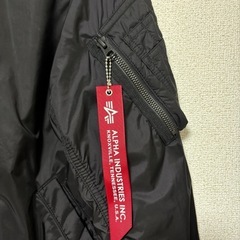 ALPHA INDUSTRIES INC.
KNOXVILLE, TENNESSEE, U.S.A.